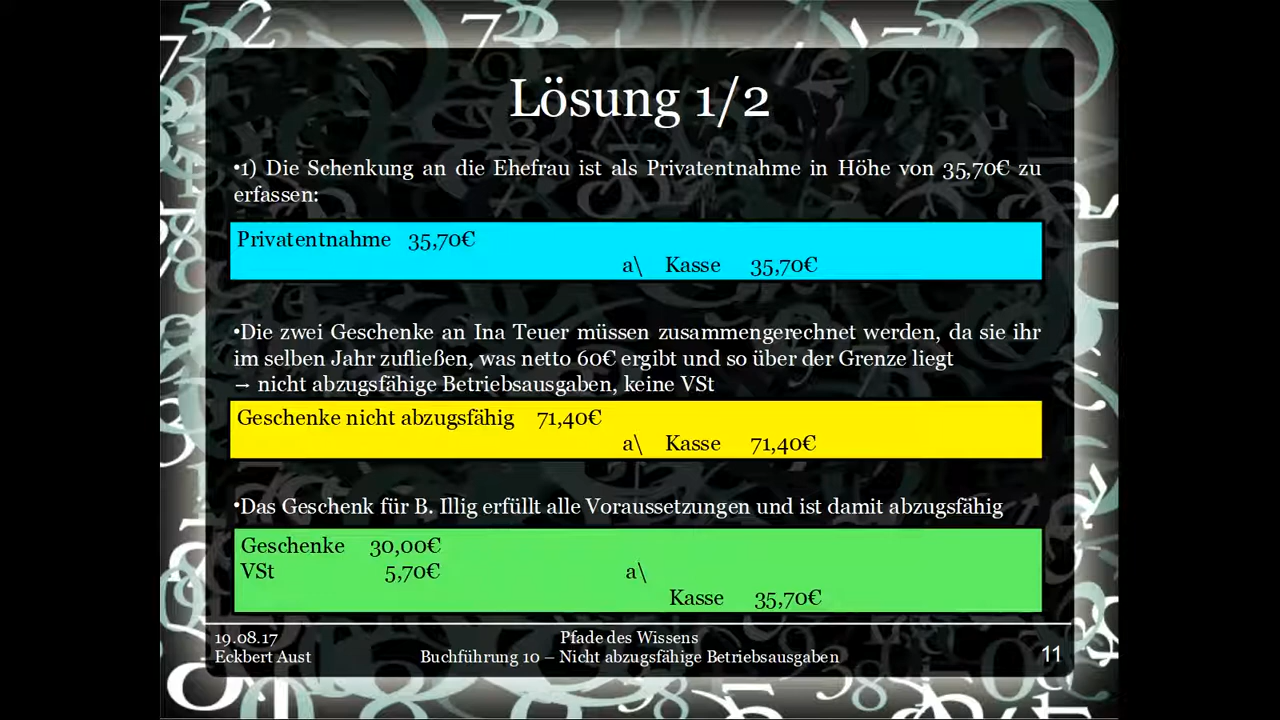 Lösung 1/2
•1) Die Schenkung an die Ehefrau ist als Privatentnahme in Höhe von 35,70€ zu
erfassen:
Privatentnahme 35,70€
a\ Kasse 35,70€
•Die zwei Geschenke an Ina Teuer müssen zusammengerechnet werden, da sie ihr
im selben Jahr zufließen, was netto 60€ ergibt und so über der Grenze liegt
→ nicht abzugsfähige Betriebsausgaben, keine VSt
Geschenke nicht abzugsfähig 71,40€
a\ Kasse 71,40€
•Das Geschenk für B. Illig erfüllt alle Voraussetzungen und ist damit abzugsfähig
Geschenke 30,00€
VSt 5,70€ a\
Kasse 35,70€
19.08.17
Eckbert Aust
Pfade des Wissens
Buchführung 10 – Nicht abzugsfähige Betriebsausgaben
11